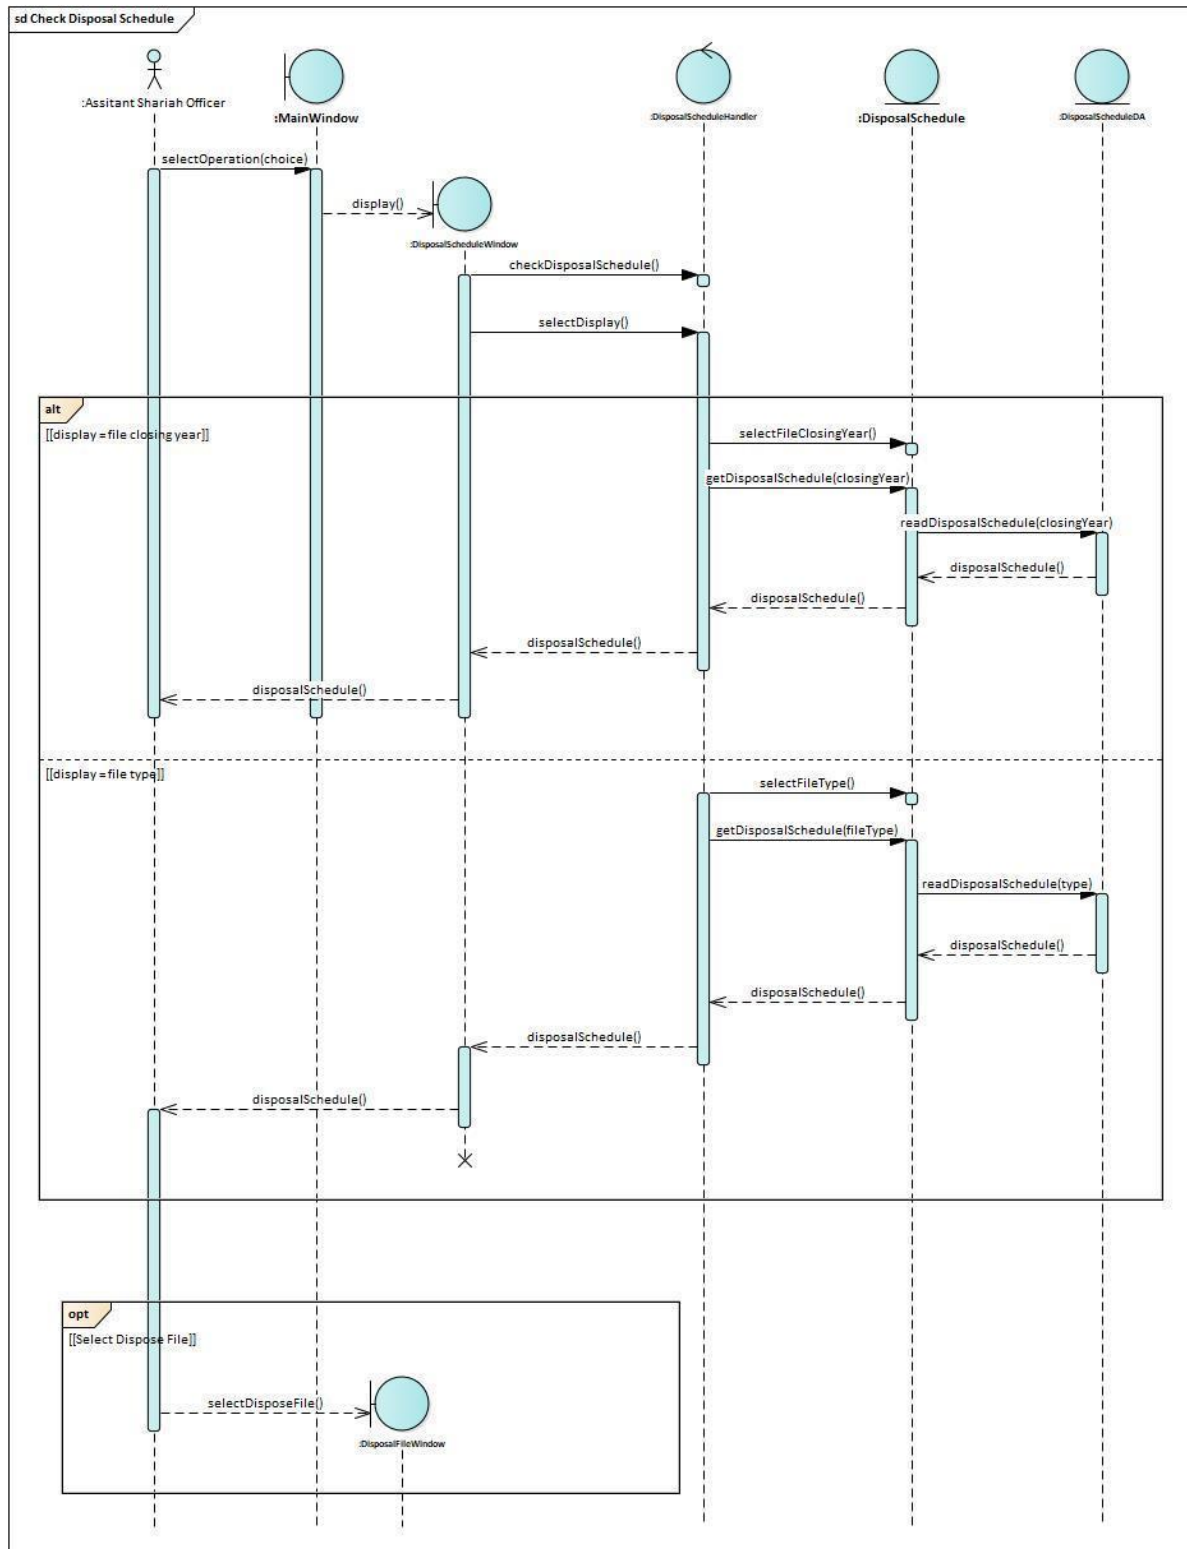 sd Check Disposal Schedule
:Assitant Shariah Officer
:MainWindow
:DisposalScheduleHandler
:DisposalSchedule
:DisposalScheduleDA
selectOperation(choice)
display()
:DisposalScheduleWindow
checkDisposalSchedule()
selectDisplay()
alt
[[display = file closing year]]
selectFileClosingYear()
getDisposalSchedule(closingYear)
readDisposalSchedule(closingYear)
disposalSchedule()
disposalSchedule()
disposalSchedule()
disposalSchedule()
[[display = file type]]
selectFileType()
getDisposalSchedule(fileType)
readDisposalSchedule(type)
disposalSchedule()
disposalSchedule()
disposalSchedule()
disposalSchedule()
opt
[[Select Dispose File]]
selectDisposeFile()
:DisposalFileWindow